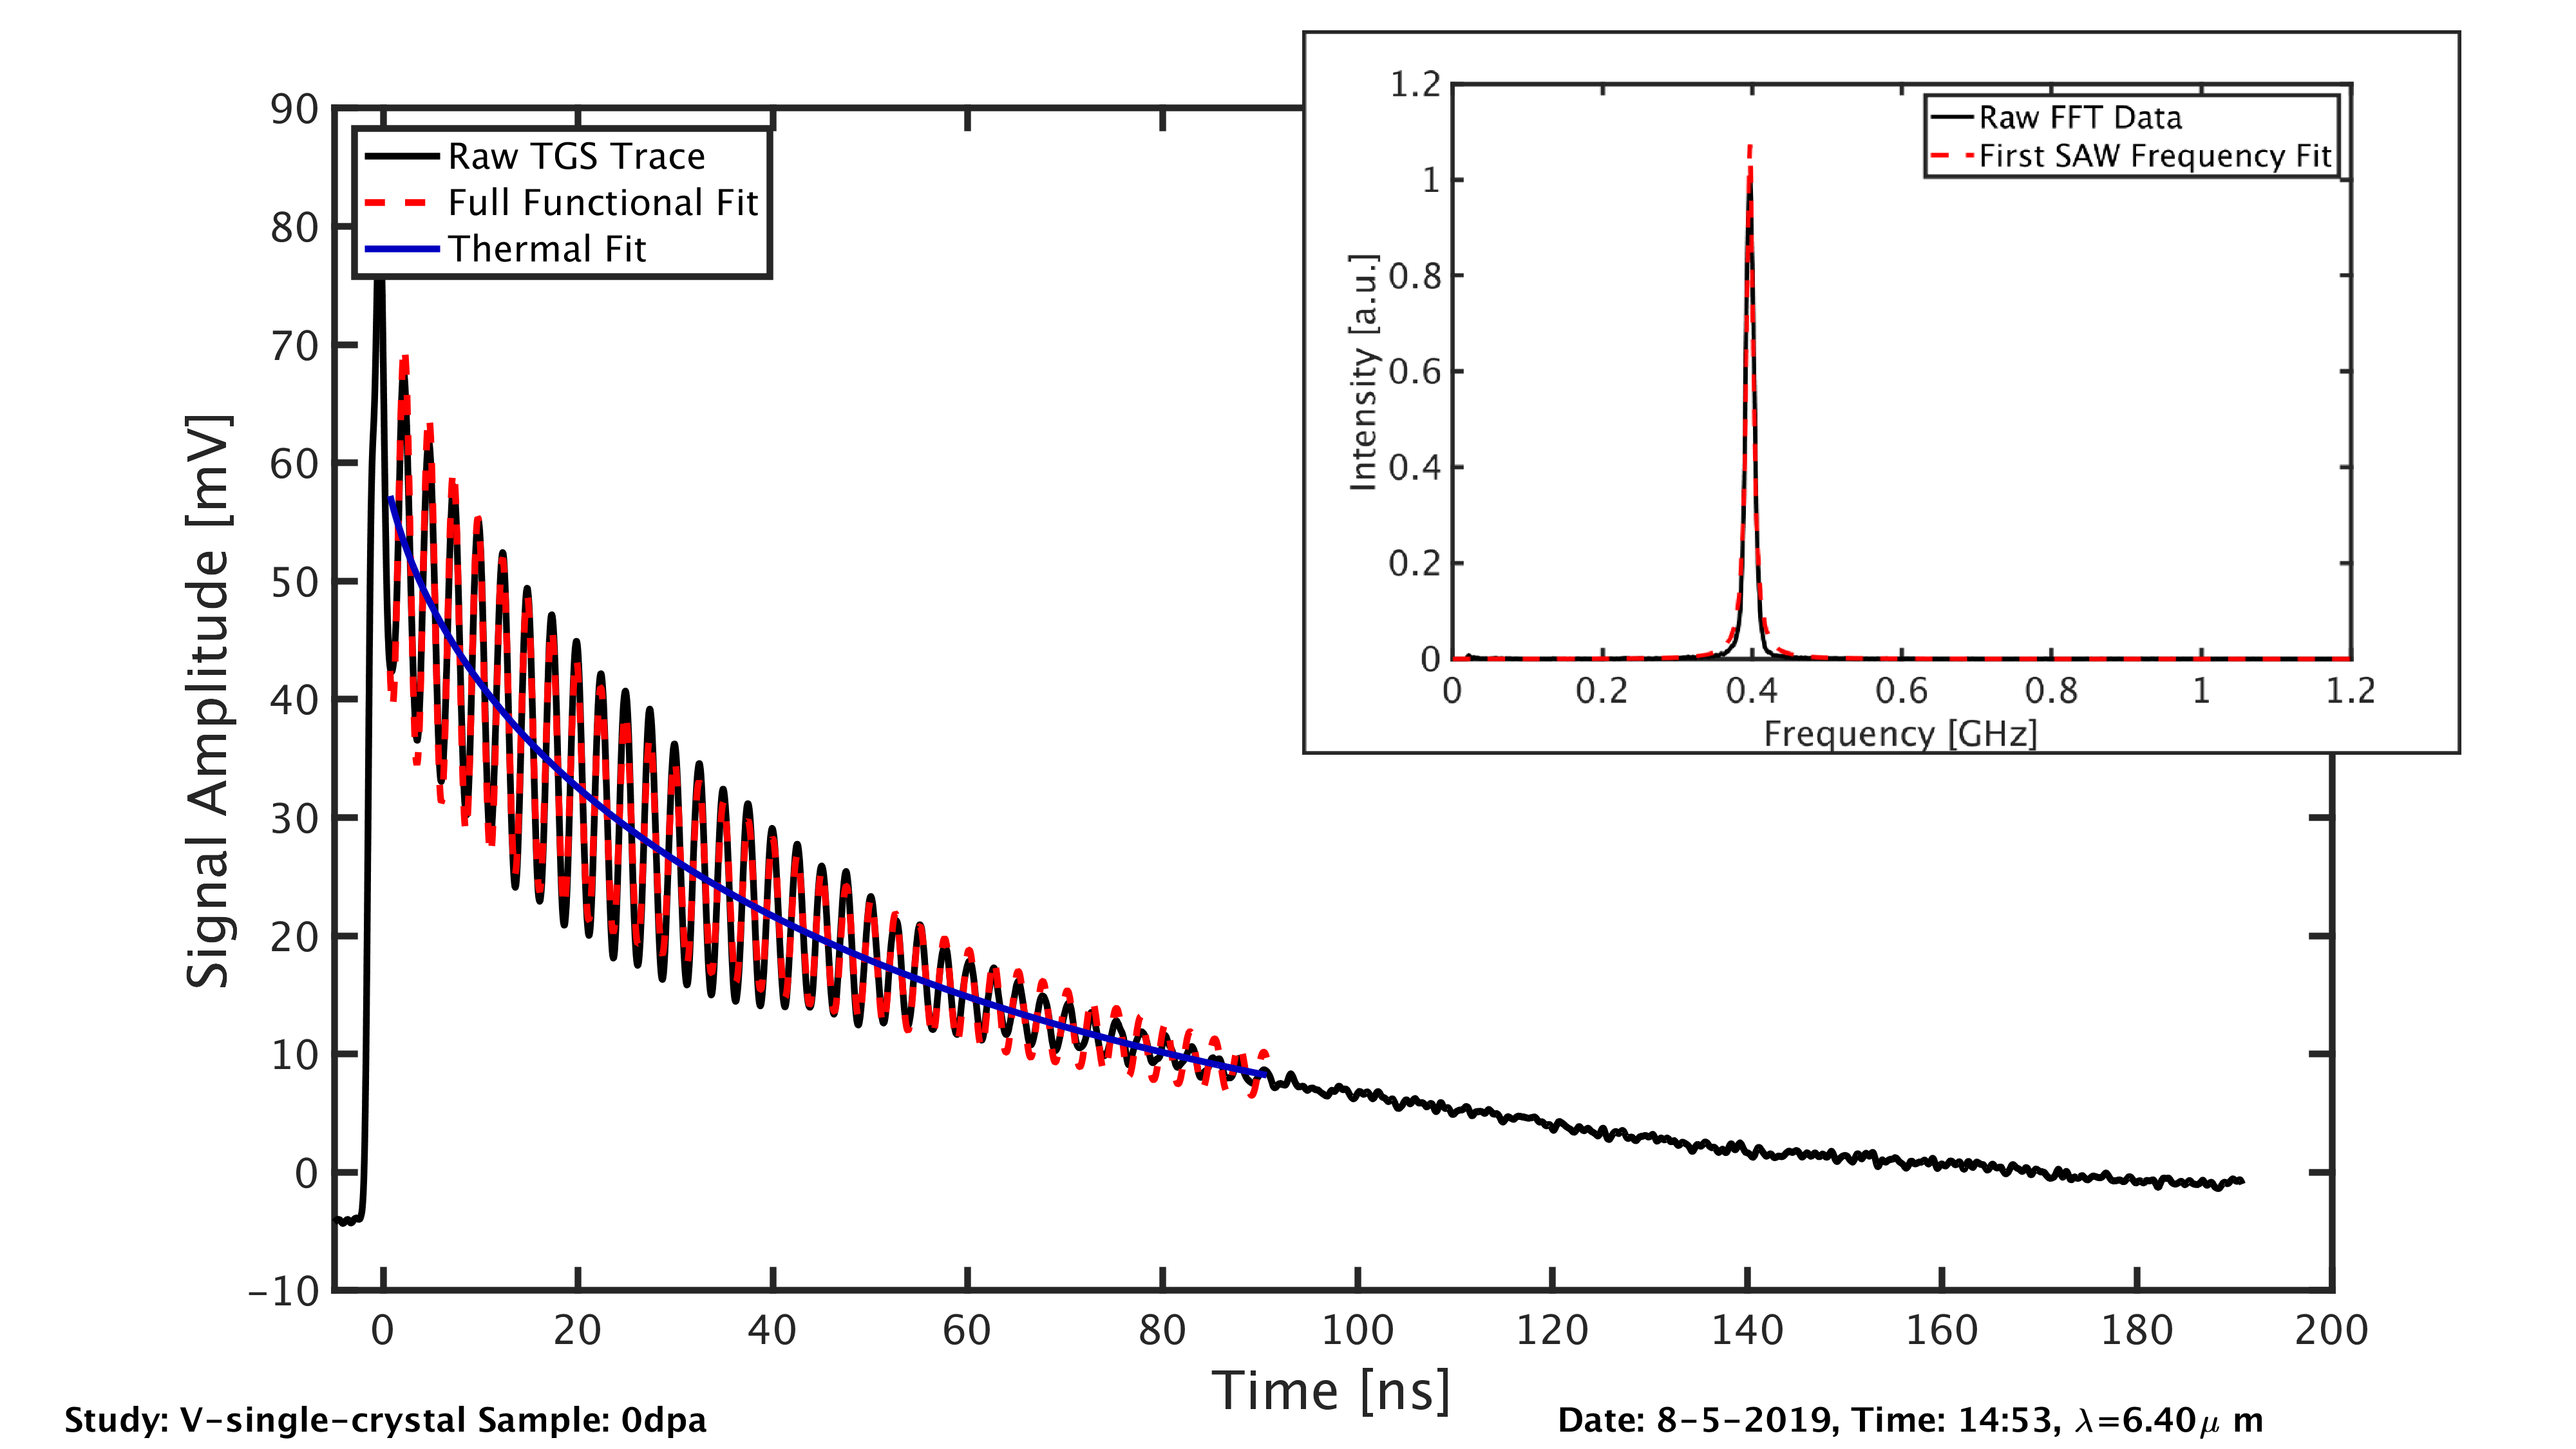 90
80
70
60
50
40
30
20
10
0
-10
Signal Amplitude [mV]
Raw TGS Trace
Full Functional Fit
Thermal Fit
0 20 40 60 80 100 120 140 160 180 200
Time [ns]
1.2
1
0.8
0.6
0.4
0.2
0
Intensity [a.u.]
Raw FFT Data
First SAW Frequency Fit
0 0.2 0.4 0.6 0.8 1 1.2
Frequency [GHz]
Study: V-single-crystal Sample: 0dpa
Date: 8-5-2019, Time: 14:53, λ=6.40μ m